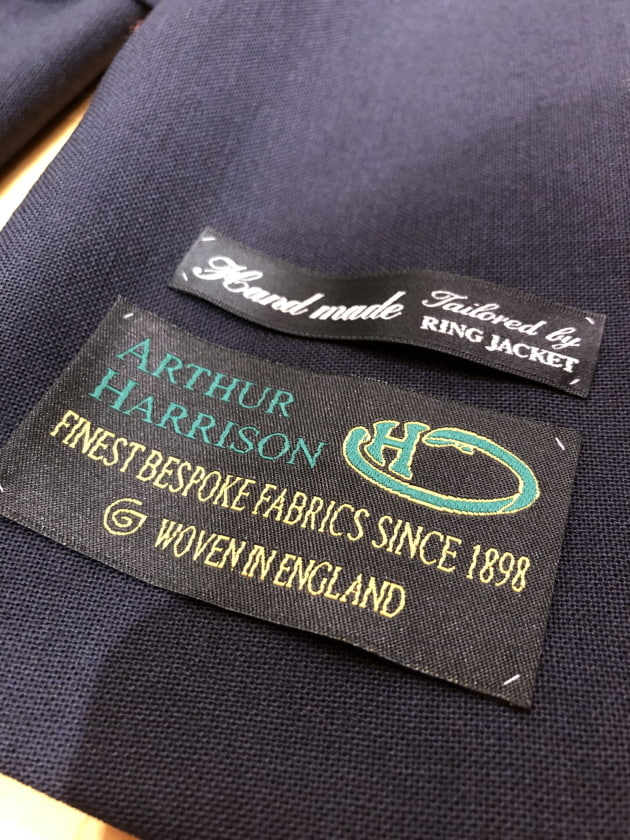 Hand made
Tailored by
RING JACKET
ARTHUR
HARRISON
H
FINEST BESPOKE FABRICS SINCE 1898
WOVEN IN ENGLAND